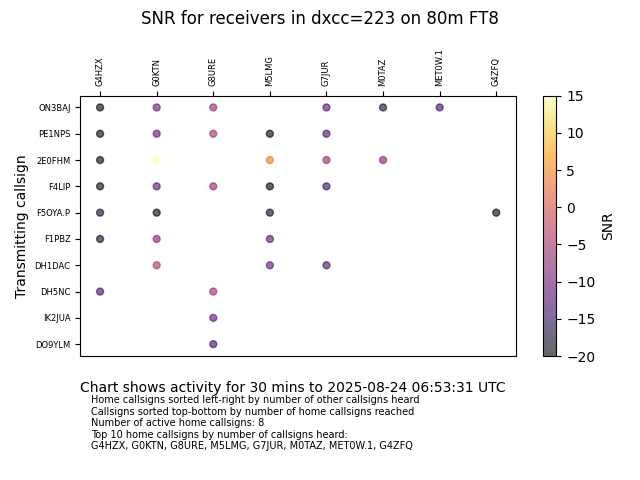 SNR for receivers in dxcc=223 on 80m FT8
G4HZX G0KTN G8URE M5LMG G7JUR M0TAZ MET0W.1 G4ZFQ
Transmitting callsign
ON3BAJ
PE1NPS
2E0FHM
F4LIP
F5OYA.P
F1PBZ
DH1DAC
DH5NC
IK2JUA
DO9YLM
15
10
5
0
−5
−10
−15
−20
SNR
Chart shows activity for 30 mins to 2025-08-24 06:53:31 UTC
Home callsigns sorted left-right by number of other callsigns heard
Callsigns sorted top-bottom by number of home callsigns reached
Number of active home callsigns: 8
Top 10 home callsigns by number of callsigns heard:
G4HZX, G0KTN, G8URE, M5LMG, G7JUR, M0TAZ, MET0W.1, G4ZFQ